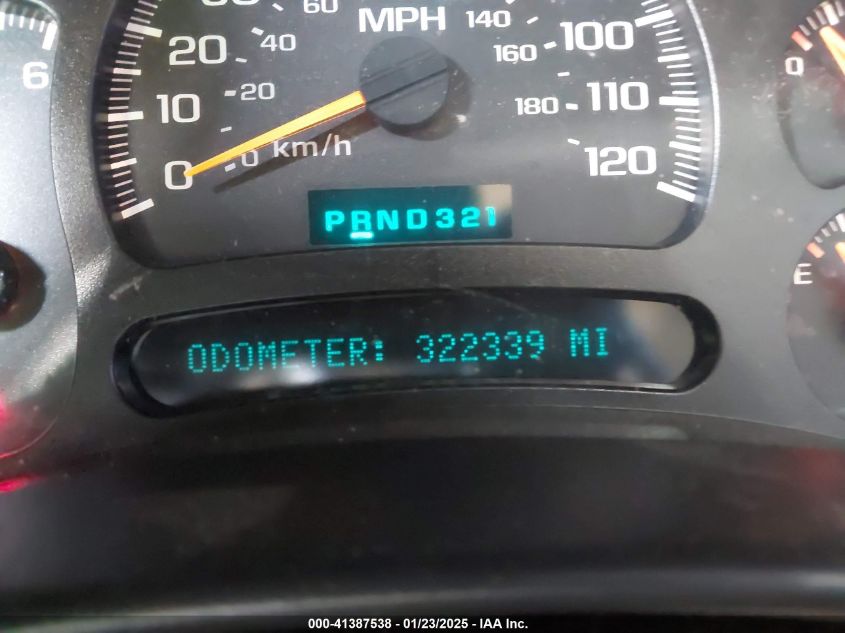 60
MPH 140
20 40 160 100
6
Q
10 20 180 110
0 0 km/h 120
PRND321
E
ODOMETER: 322339 MI
000-41387538 - 01/23/2025 - IAA Inc.